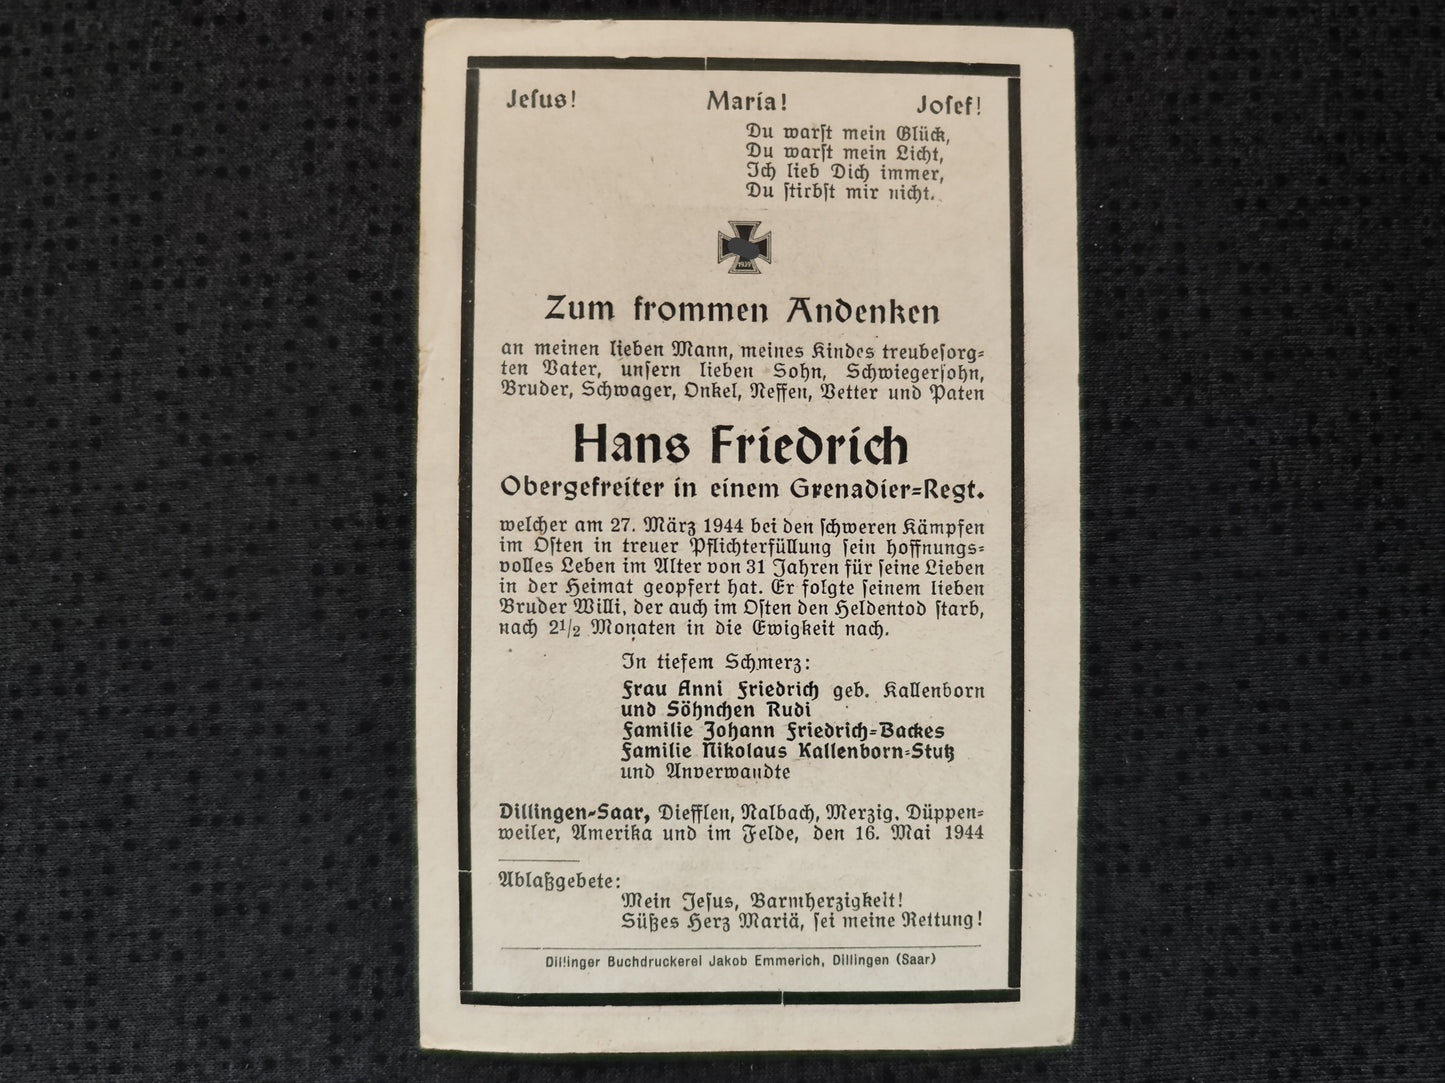 Jesus! Maria! Josef!
Du warst mein Glück,
Du warst mein Licht,
Ich lieb Dich immer,
Du stirbst mir nicht.
1939
Zum frommen Andenken
an meinen lieben Mann, meines Kindes treubesorg-
ten Vater, unsern lieben Sohn, Schwiegersohn,
Bruder, Schwager, Onkel, Neffen, Vetter und Paten
Hans Friedrich
Obergefreiter in einem Grenadier-Regt.
welcher am 27. März 1944 bei den schweren Kämpfen
im Osten in treuer Pflichterfüllung sein hoffnungs-
volles Leben im Alter von 31 Jahren für seine Lieben
in der Heimat geopfert hat. Er folgte seinem lieben
Bruder Willi, der auch im Osten den Heldentod starb,
nach 2 1/2 Monaten in die Ewigkeit nach.
In tiefem Schmerz:
Frau Anni Friedrich geb. Kallenborn
und Söhnchen Rudi
Familie Johann Friedrich-Backes
Familie Nikolaus Kallenborn-Stutz
und Anverwandte
Dillingen-Saar, Diefflen, Nalbach, Merzig, Düppen-
weiler, Amerika und im Felde, den 16. Mai 1944
Ablaßgebete:
Mein Jesus, Barmherzigkeit!
Süßes Herz Mariä, sei meine Rettung!
Dillinger Buchdruckerei Jakob Emmerich, Dillingen (Saar)